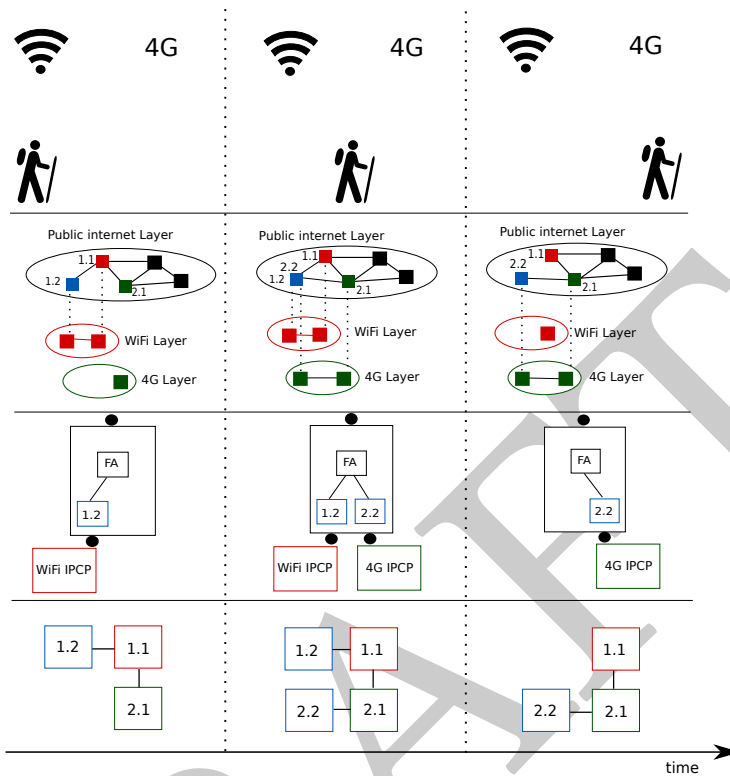 4G
4G
4G
Public internet Layer
1.1
1.2
2.1
WiFi Layer
4G Layer
Public internet Layer
1.1
2.2
1.2
2.1
WiFi Layer
4G Layer
Public internet Layer
1.1
2.2
2.1
WiFi Layer
4G Layer
FA
1.2
WiFi IPCP
FA
1.2 2.2
WiFi IPCP 4G IPCP
FA
2.2
4G IPCP
1.2 1.1
2.1
1.2 1.1
2.2 2.1
1.1
2.2 2.1
time
DRAFT